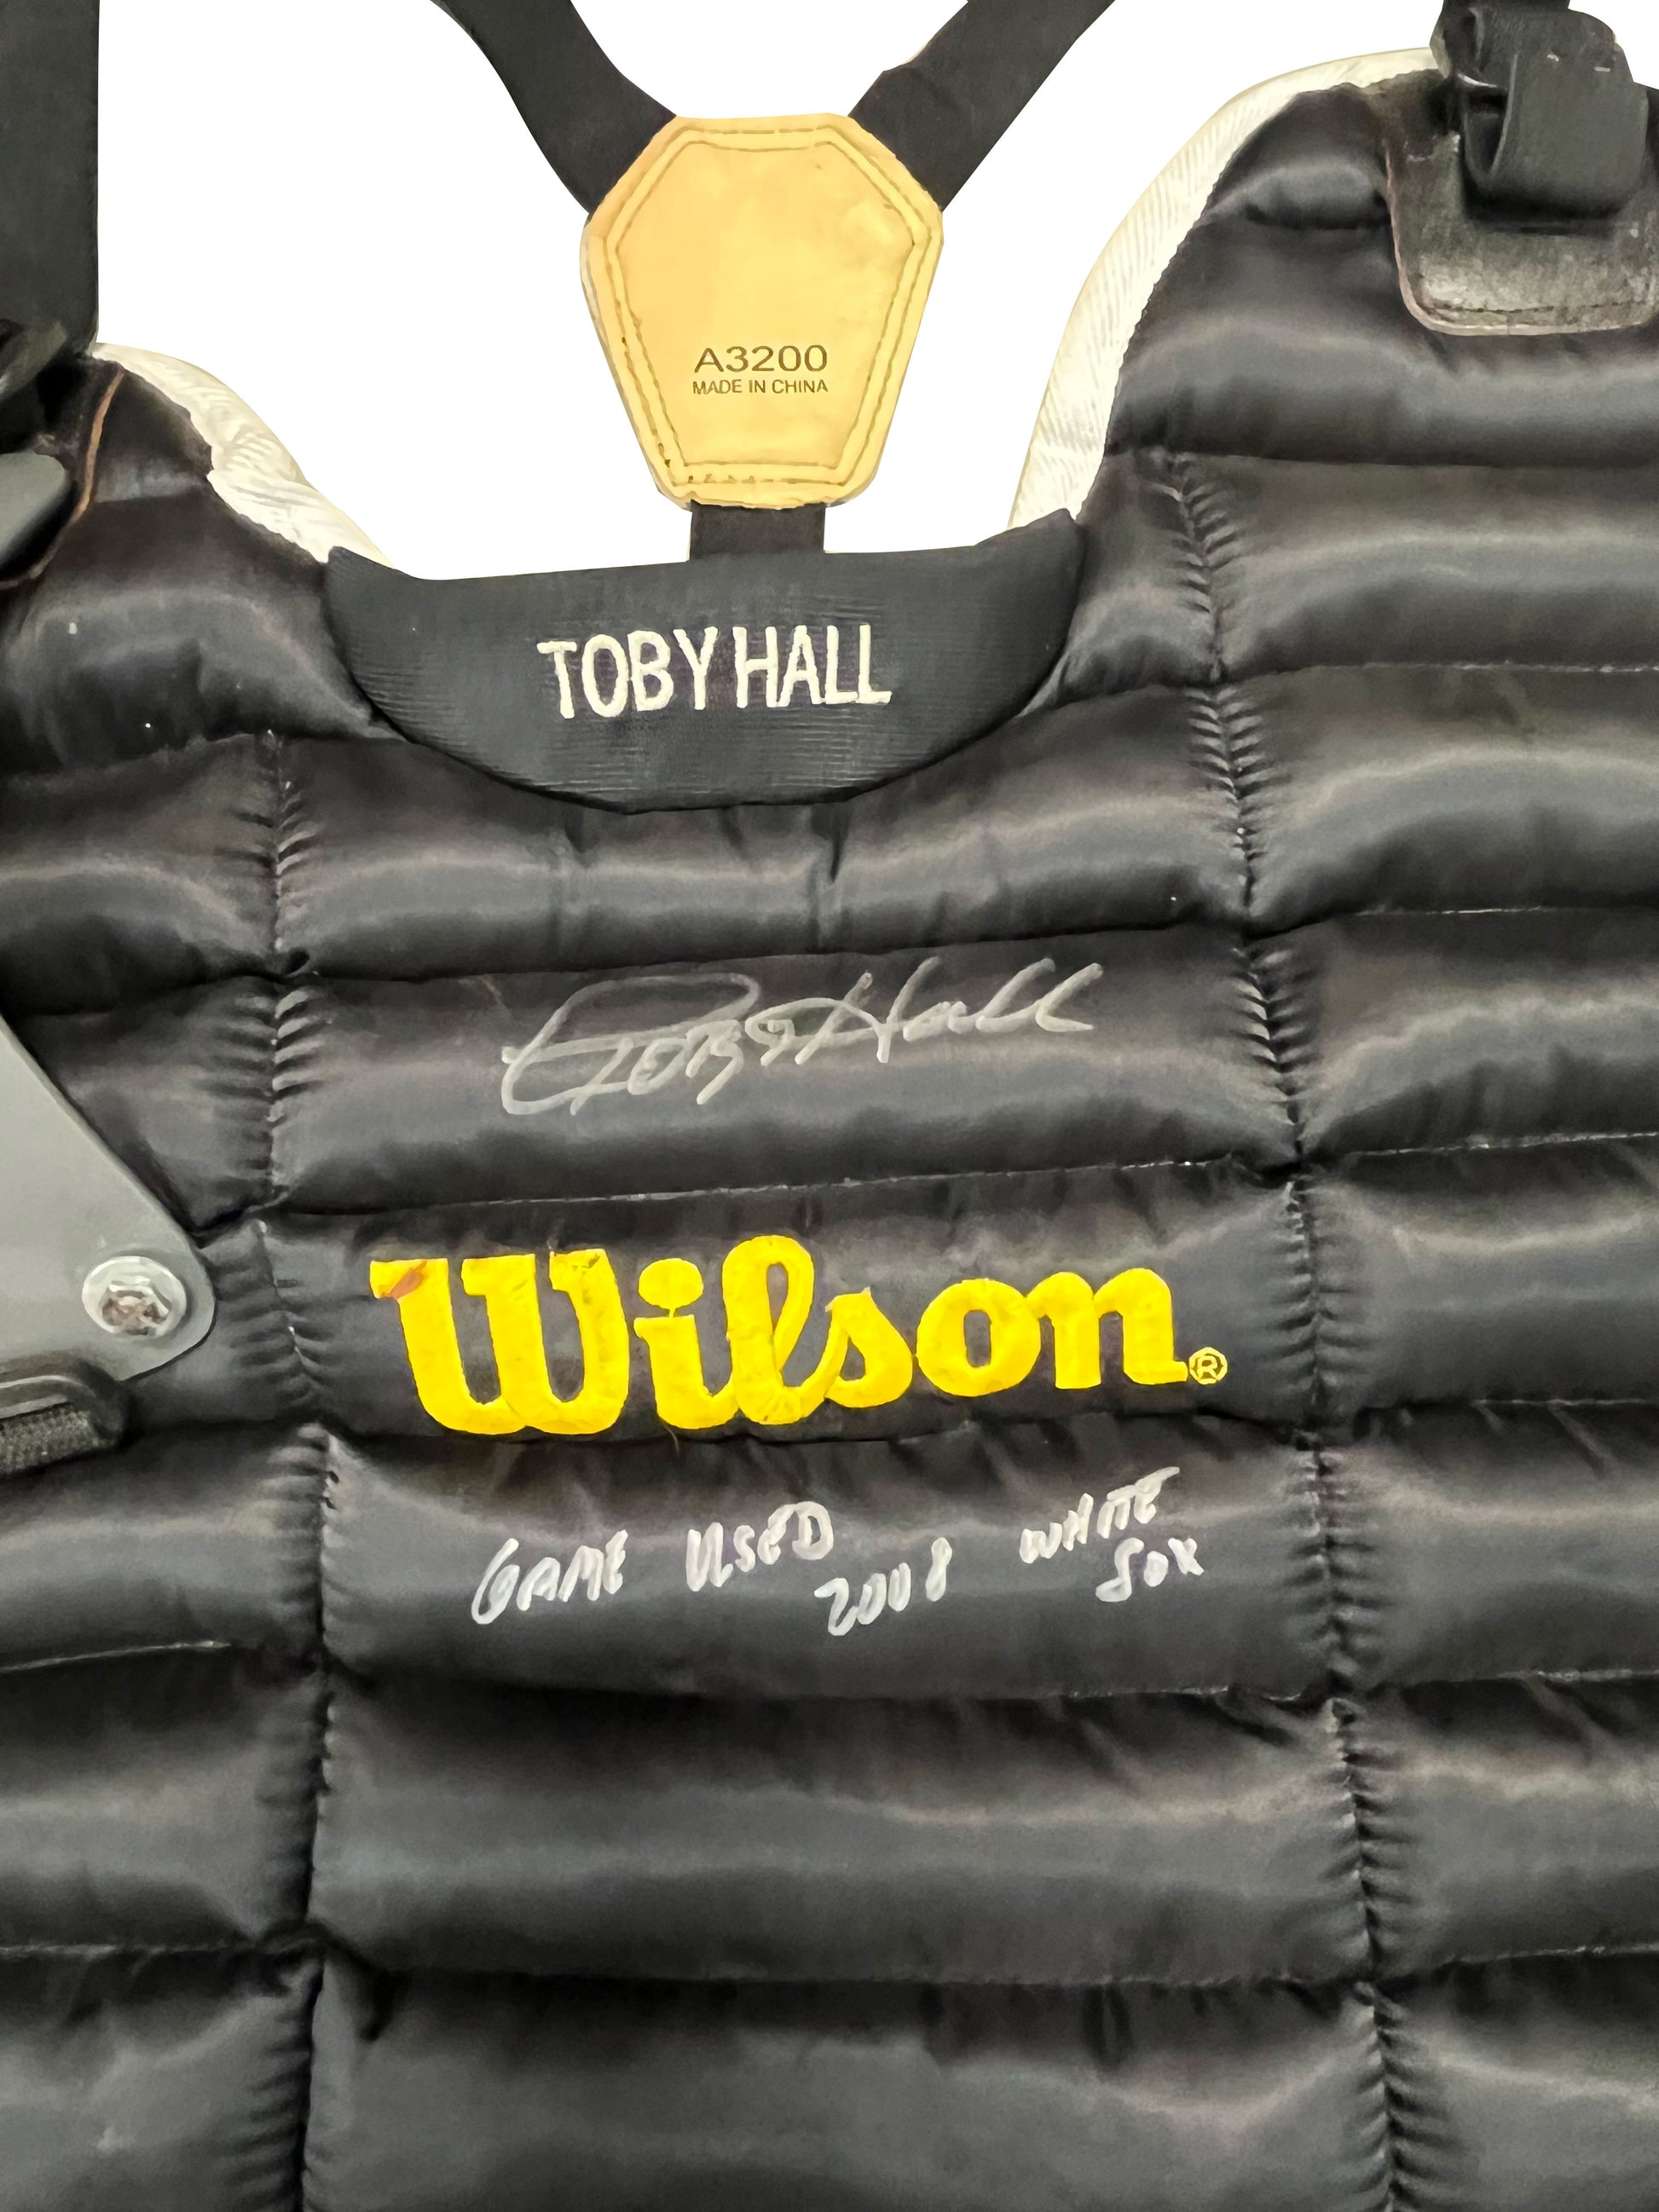 A3200
MADE IN CHINA
TOBY HALL
Toby Hall
Wilson®
GAME USED 2008 WHITE SOX